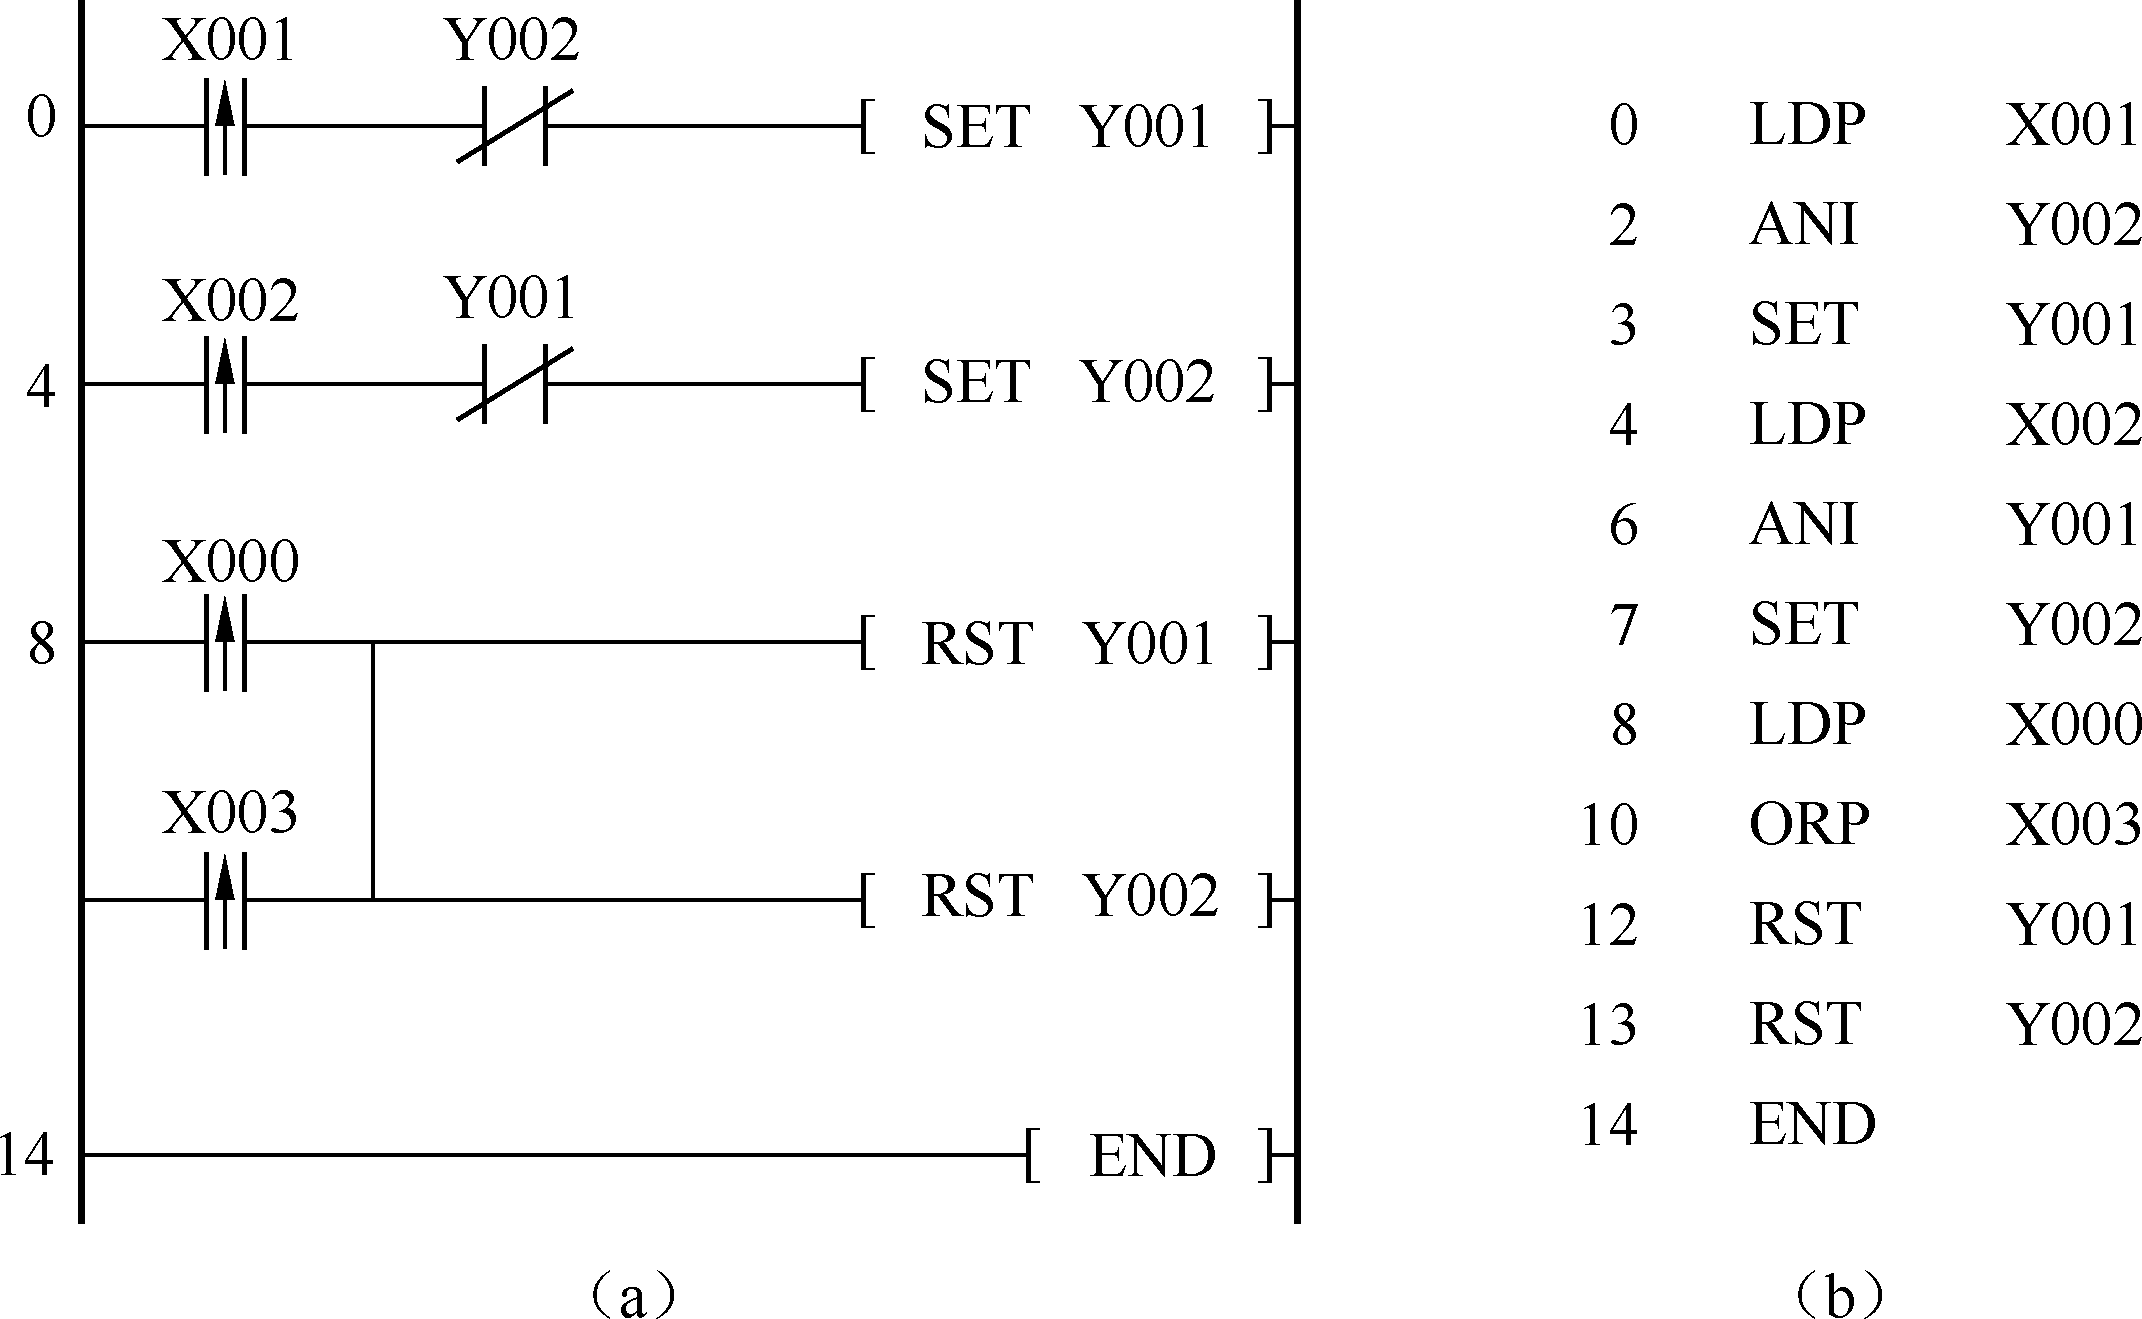 X001 Y002
0 [ SET Y001 ]
X002 Y001
4 [ SET Y002 ]
X000
8 [ RST Y001 ]
X003
[ RST Y002 ]
14 [ END ]
（a）
0 LDP X001
2 ANI Y002
3 SET Y001
4 LDP X002
6 ANI Y001
7 SET Y002
8 LDP X000
10 ORP X003
12 RST Y001
13 RST Y002
14 END
（b）